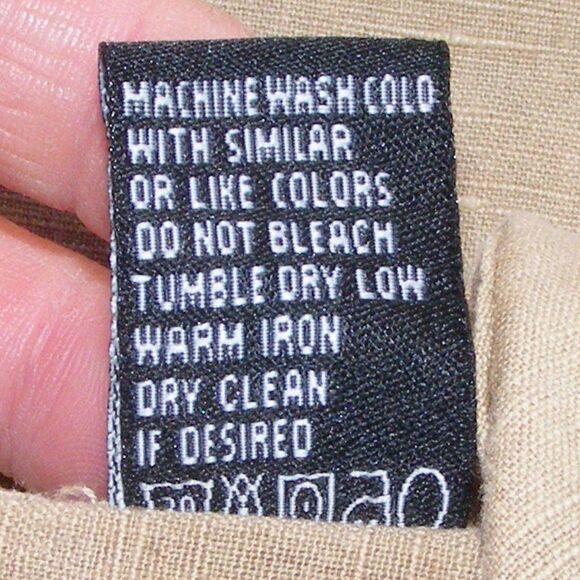 MACHINE WASH COLD
WITH SIMILAR
OR LIKE COLORS
DO NOT BLEACH
TUMBLE DRY LOW
WARM IRON
DRY CLEAN
IF DESIRED